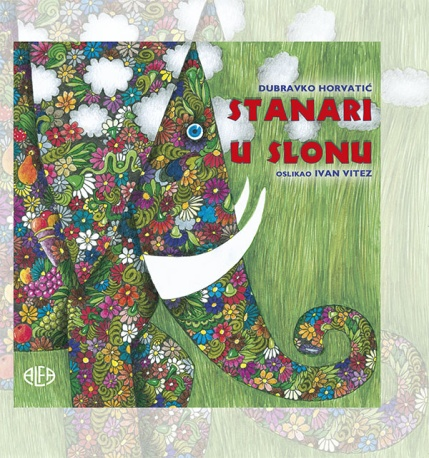 DUBRAVKO HORVATIĆ
STANARI
U SLONU
OSLIKAO IVAN VITEZ
ALFA